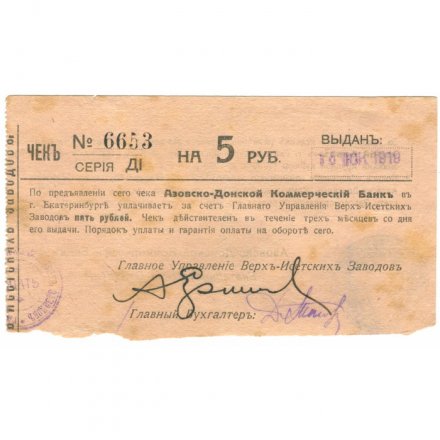 ЧЕКЪ № 6653 НА 5 РУБ. ВЫДАНЪ:
СЕРІЯ ДІ
По предъявленіи сего чека Азовско-Донской Коммерческій Банкъ въ
г. Екатеринбургѣ уплачиваетъ за счетъ Главнаго Управленія Верхъ-Исетскихъ
Заводовъ пять рублей. Чекъ дѣйствителенъ въ теченіе трехъ мѣсяцевъ со дня
его выдачи. Порядокъ уплаты и гарантія оплаты на оборотѣ сего.
Главное Управленіе Верхъ-Исетскихъ Заводовъ
Главный Бухгалтеръ: